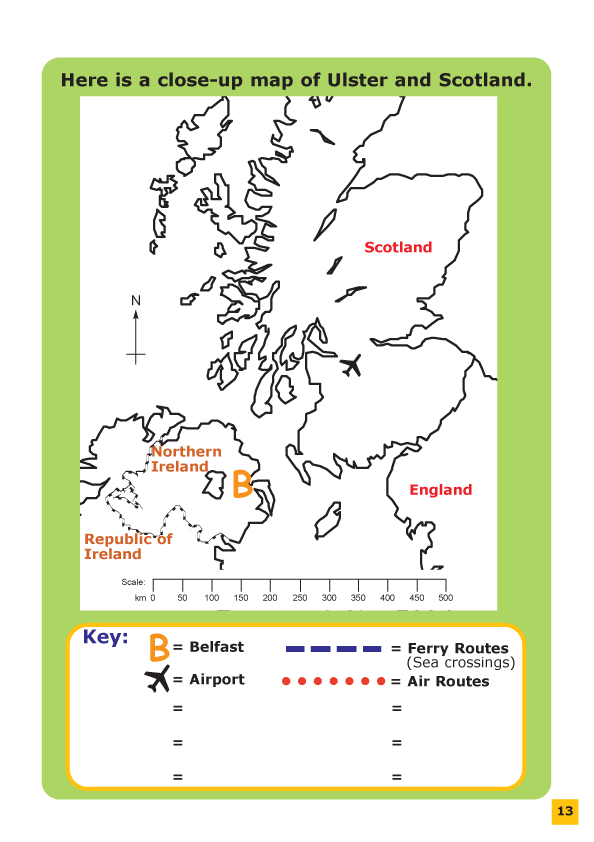 Here is a close-up map of Ulster and Scotland.
Scotland
N
Northern
Ireland
B
England
Republic of
Ireland
Scale:
km 0 50 100 150 200 250 300 350 400 450 500
Key:
B = Belfast
= Ferry Routes
(Sea crossings)
= Airport
= Air Routes
= =
= =
= =
13